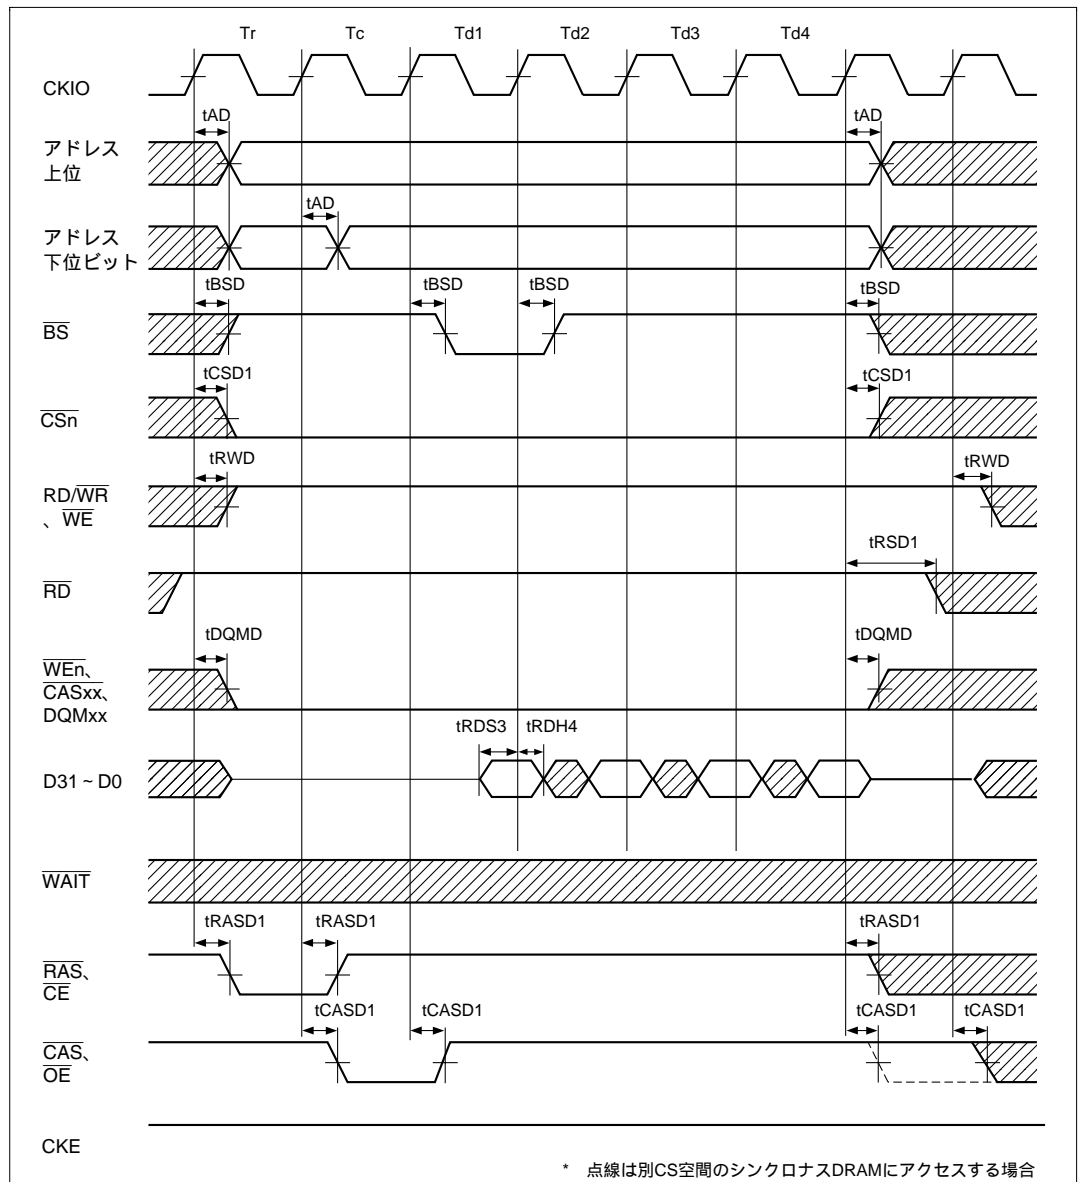 Tr Tc Td1 Td2 Td3 Td4
CKIO
tAD tAD
アドレス
上位
tAD
アドレス
下位ビット
tBSD tBSD tBSD tBSD
BS
tCSD1 tCSD1
CSn
tRWD tRWD
RD/WR
、WE
tRSD1
RD
tDQMD tDQMD
WEn、
CASxx、
DQMxx
tRDS3 tRDH4
D31 ~ D0
WAIT
tRASD1 tRASD1 tRASD1
RAS、
CE
tCASD1 tCASD1 tCASD1 tCASD1
CAS、
OE
CKE
* 点線は別CS空間のシンクロナスDRAMにアクセスする場合